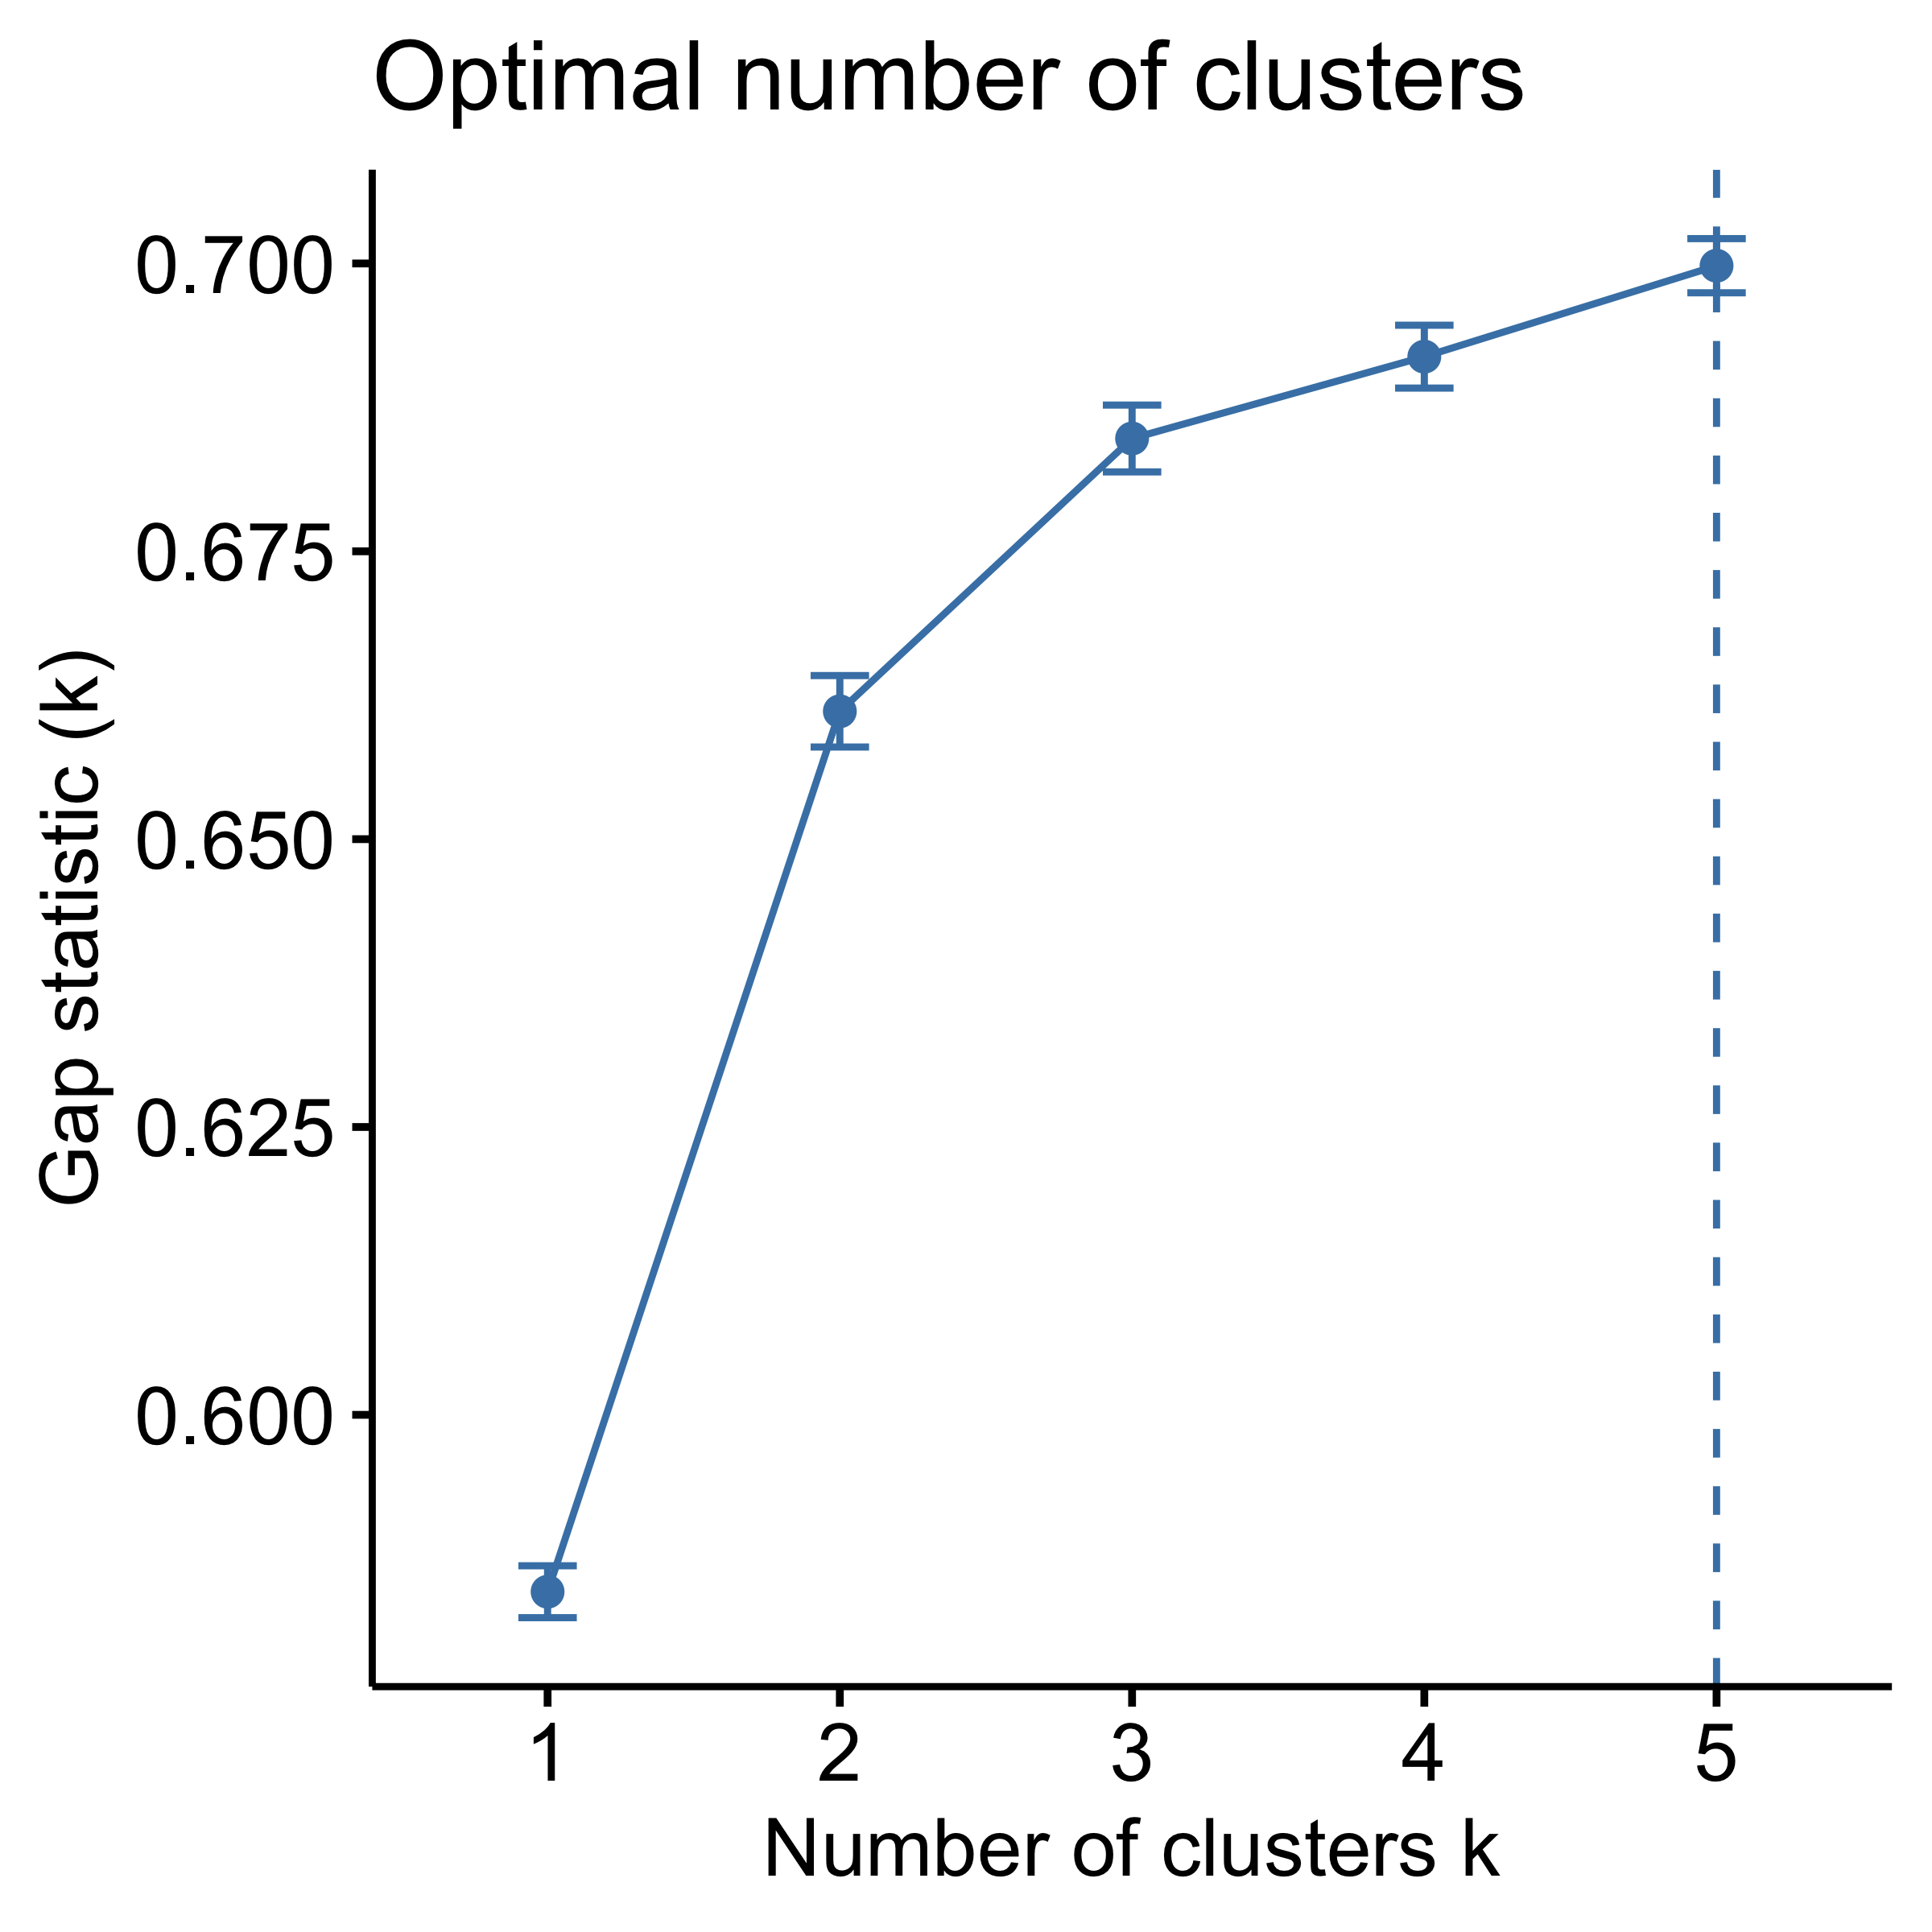 Optimal number of clusters
Gap statistic (k)
0.700
0.675
0.650
0.625
0.600
1 2 3 4 5
Number of clusters k